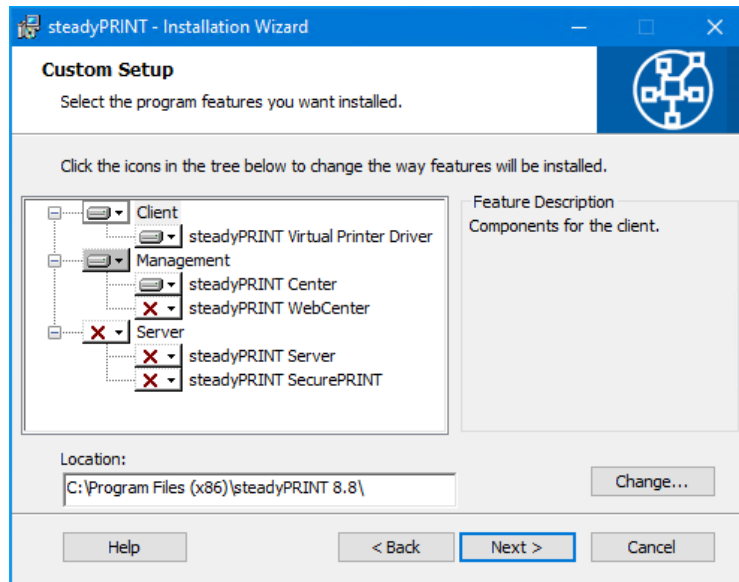 steadyPRINT - Installation Wizard
Custom Setup
Select the program features you want installed.
Click the icons in the tree below to change the way features will be installed.
Client
steadyPRINT Virtual Printer Driver
Management
steadyPRINT Center
steadyPRINT WebCenter
Server
steadyPRINT Server
steadyPRINT SecurePRINT
Feature Description
Components for the client.
Location:
C:\Program Files (x86)\steadyPRINT 8.8\
Change...
Help
< Back
Next >
Cancel